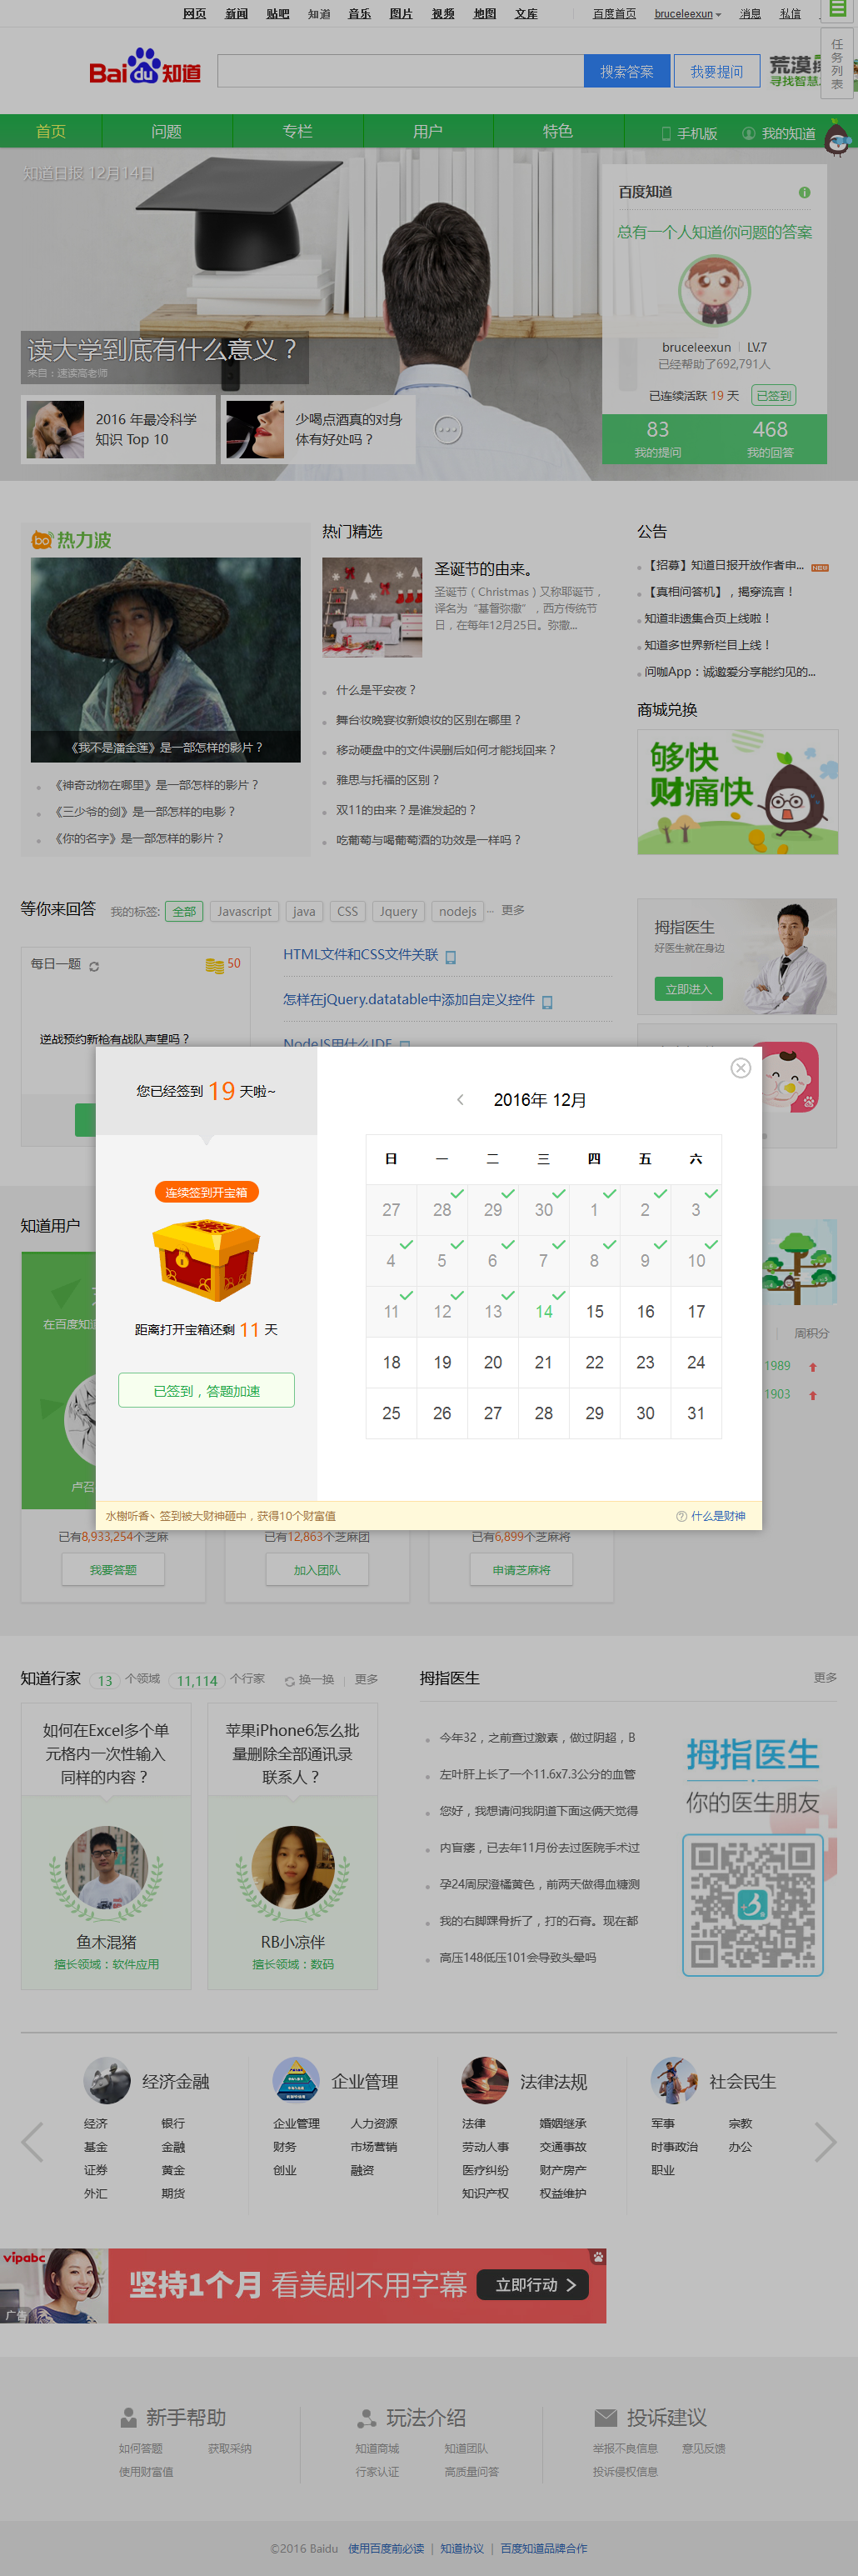 网页 新闻 贴吧 知道 音乐 图片 视频 地图 文库 百度首页 bruceleexun 消息 私信
任务列表
Bai du 知道 搜索答案 我要提问
寻找智慧
首页 问题 专栏 用户 特色 手机版 我的知道
知道日报 12月14日
百度知道
总有一个人知道你问题的答案
bruceleexun LV.7
已经帮助了692,791人
已连续活跃 19 天 已签到
83 468
我的提问 我的回答
读大学到底有什么意义？
来自：速读高老师
2016 年最冷科学
知识 Top 10
少喝点酒真的对身
体有好处吗？
热力波
《我不是潘金莲》是一部怎样的影片？
《神奇动物在哪里》是一部怎样的影片？
《三少爷的剑》是一部怎样的电影？
《你的名字》是一部怎样的影片？
热门精选
圣诞节的由来。
圣诞节（Christmas）又称耶诞节，
译名为“基督弥撒”，西方传统节
日，在每年12月25日。弥撒...
什么是平安夜？
舞台妆晚宴妆新娘妆的区别在哪里？
移动硬盘中的文件误删后如何才能找回来？
雅思与托福的区别？
双11的由来？是谁发起的？
吃葡萄与喝葡萄酒的功效是一样吗？
公告
【招募】知道日报开放作者申... NEW
【真相问答机】，揭穿流言！
知道非遗集合页上线啦！
知道多世界新栏目上线！
问咖App：诚邀爱分享能约见的...
商城兑换
够快
财痛快
等你来回答 我的标签: 全部 Javascript java CSS Jquery nodejs ... 更多
每日一题 50
逆战预约新枪有战队声望吗？
HTML文件和CSS文件关联
怎样在jQuery.datatable中添加自定义控件
NodeJS用什么IDE
拇指医生
好医生就在身边
立即进入
您已经签到 19 天啦~
连续签到开宝箱
距离打开宝箱还剩 11 天
已签到，答题加速
2016年 12月
日 一 二 三 四 五 六
27 28 29 30 1 2 3
4 5 6 7 8 9 10
11 12 13 14 15 16 17
18 19 20 21 22 23 24
25 26 27 28 29 30 31
水榭听香丶 签到被大财神砸中，获得10个财富值 什么是财神
知道用户
在百度知道
卢召
周积分
1989
1903
已有8,933,254个芝麻 已有12,863个芝麻团 已有6,899个芝麻将
我要答题 加入团队 申请芝麻将
知道行家 13 个领域 11,114 个行家 换一换 更多
如何在Excel多个单
元格内一次性输入
同样的内容？
鱼木混猪
擅长领域：软件应用
苹果iPhone6怎么批
量删除全部通讯录
联系人？
RB小凉伴
擅长领域：数码
拇指医生 更多
今年32，之前查过激素，做过阴超，B
左叶肝上长了一个11.6x7.3公分的血管
您好，我想请问我阴道下面这俩天觉得
内盲瘘，已去年11月份去过医院手术过
孕24周尿澄橘黄色，前两天做得血糖测
我的右脚踝骨折了，打的石膏。现在都
高压148低压101会导致头晕吗
拇指医生
你的医生朋友
经济金融
经济 银行
基金 金融
证券 黄金
外汇 期货
企业管理
企业管理 人力资源
财务 市场营销
创业 融资
法律法规
法律 婚姻继承
劳动人事 交通事故
医疗纠纷 财产房产
知识产权 权益维护
社会民生
军事 宗教
时事政治 办公
职业
vipabc
广告
坚持1个月 看美剧不用字幕 立即行动
新手帮助
如何答题 获取采纳
使用财富值
玩法介绍
知道商城 知道团队
行家认证 高质量问答
投诉建议
举报不良信息 意见反馈
投诉侵权信息
©2016 Baidu 使用百度前必读 | 知道协议 | 百度知道品牌合作